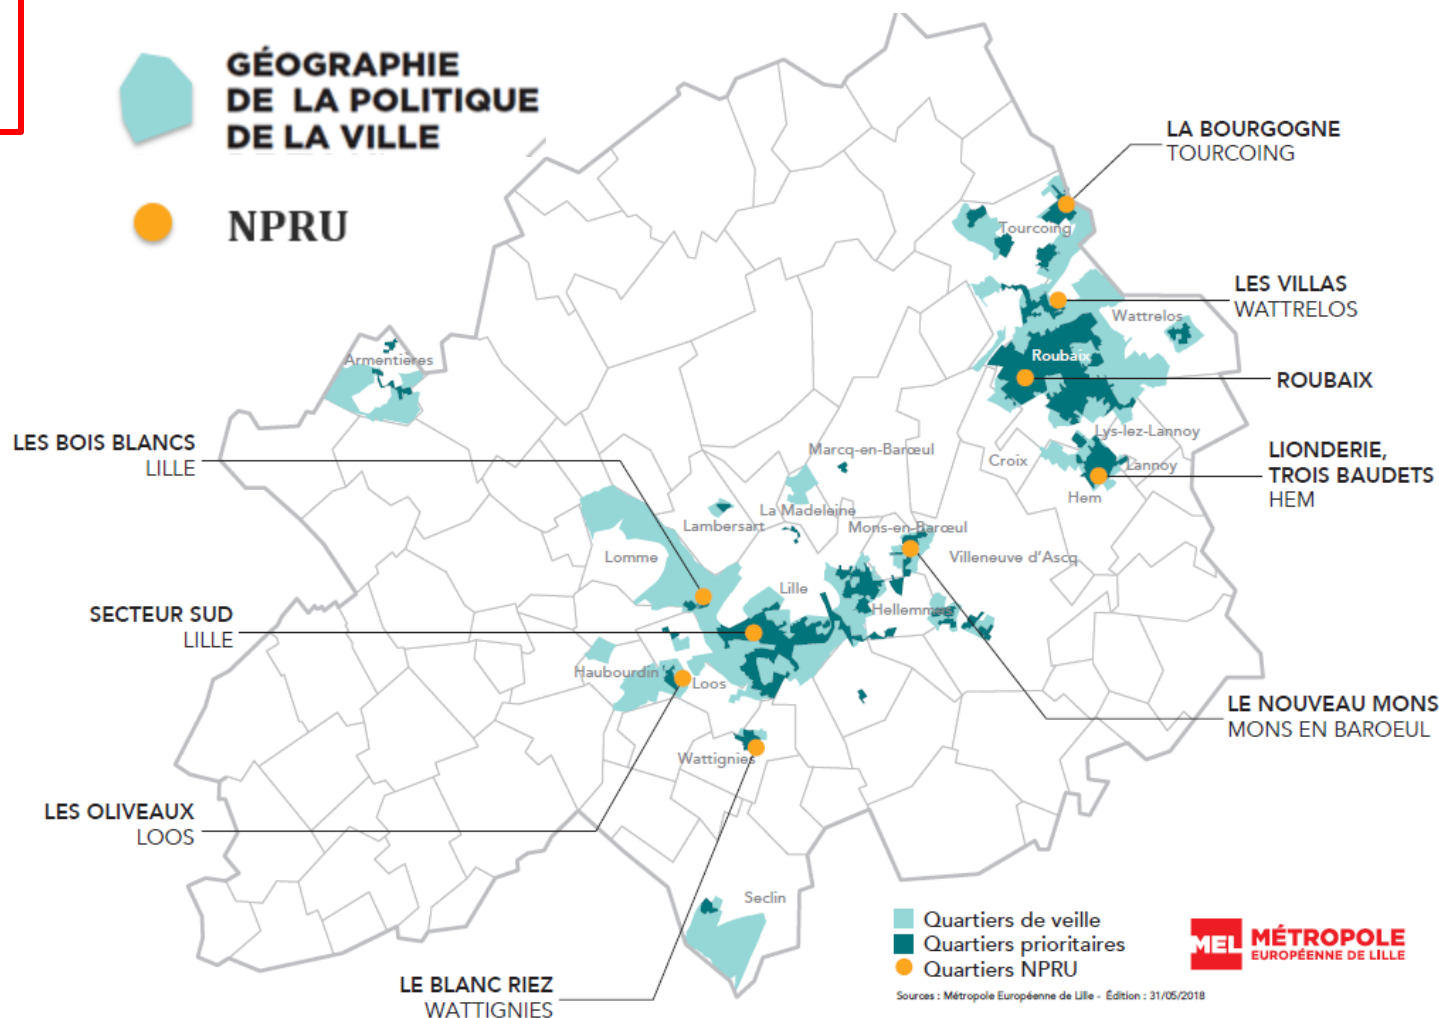 GÉOGRAPHIE
DE LA POLITIQUE
DE LA VILLE
NPRU
LA BOURGOGNE
TOURCOING
Tourcoing
LES VILLAS
WATTRELOS
Wattrelos
Roubaix
Armentières
ROUBAIX
LES BOIS BLANCS
LILLE
Lys-lez-Lannoy
Marcq-en-Barœul
Croix
Lannoy
LIONDERIE,
TROIS BAUDETS
HEM
Hem
La Madeleine
Lambersart
Mons-en-Barœul
Lomme
Villeneuve d'Ascq
Lille
Hellemmes
SECTEUR SUD
LILLE
Haubourdin
Loos
LE NOUVEAU MONS
MONS EN BAROEUL
Wattignies
LES OLIVEAUX
LOOS
Seclin
Quartiers de veille
Quartiers prioritaires
Quartiers NPRU
MEL MÉTROPOLE
EUROPÉENNE DE LILLE
LE BLANC RIEZ
WATTIGNIES
Sources : Métropole Européenne de Lille - Édition : 31/05/2018